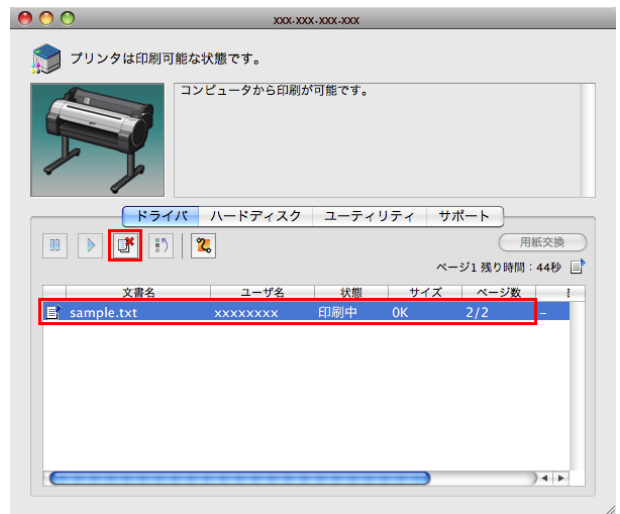 xxx.xxx.xxx.xxx
プリンタは印刷可能な状態です。
コンピュータから印刷が可能です。
ドライバ ハードディスク ユーティリティ サポート
用紙交換
ページ1 残り時間：44秒
文書名 ユーザ名 状態 サイズ ページ数
sample.txt xxxxxxxx 印刷中 0K 2/2 –